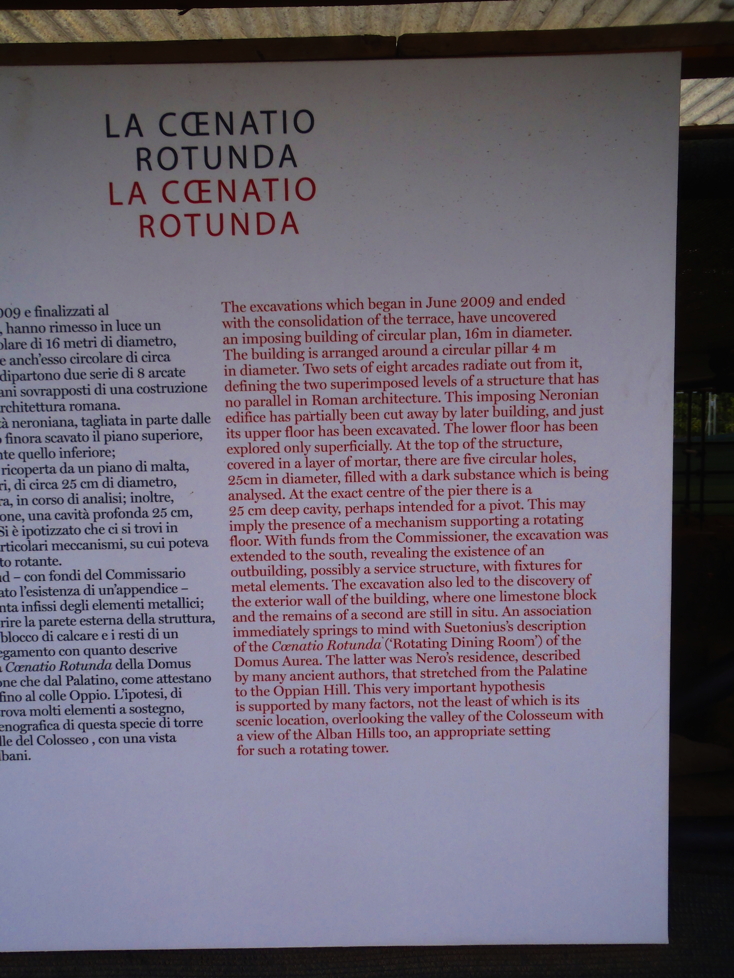 LA CŒNATIO
ROTUNDA
LA CŒNATIO
ROTUNDA
009 e finalizzati al
, hanno rimesso in luce un
olare di 16 metri di diametro,
e anch'esso circolare di circa
dipartono due serie di 8 arcate
ani sovrapposti di una costruzione
rchitettura romana.
tà neroniana, tagliata in parte dalle
o finora scavato il piano superiore,
nte quello inferiore;
ricoperta da un piano di malta,
ri, di circa 25 cm di diametro,
ra, in corso di analisi; inoltre,
one, una cavità profonda 25 cm,
Si è ipotizzato che ci si trovi in
rticolari meccanismi, su cui poteva
to rotante.
ud – con fondi del Commissario
ato l'esistenza di un'appendice –
nta infissi degli elementi metallici;
rire la parete esterna della struttura,
blocco di calcare e i resti di un
egamento con quanto descrive
a Cœnatio Rotunda della Domus
one che dal Palatino, come attestano
fino al colle Oppio. L'ipotesi, di
rova molti elementi a sostegno,
enografica di questa specie di torre
lle del Colosseo , con una vista
lbani.
The excavations which began in June 2009 and ended
with the consolidation of the terrace, have uncovered
an imposing building of circular plan, 16m in diameter.
The building is arranged around a circular pillar 4 m
in diameter. Two sets of eight arcades radiate out from it,
defining the two superimposed levels of a structure that has
no parallel in Roman architecture. This imposing Neronian
edifice has partially been cut away by later building, and just
its upper floor has been excavated. The lower floor has been
explored only superficially. At the top of the structure,
covered in a layer of mortar, there are five circular holes,
25cm in diameter, filled with a dark substance which is being
analysed. At the exact centre of the pier there is a
25 cm deep cavity, perhaps intended for a pivot. This may
imply the presence of a mechanism supporting a rotating
floor. With funds from the Commissioner, the excavation was
extended to the south, revealing the existence of an
outbuilding, possibly a service structure, with fixtures for
metal elements. The excavation also led to the discovery of
the exterior wall of the building, where one limestone block
and the remains of a second are still in situ. An association
immediately springs to mind with Suetonius's description
of the Cœnatio Rotunda ('Rotating Dining Room') of the
Domus Aurea. The latter was Nero's residence, described
by many ancient authors, that stretched from the Palatine
to the Oppian Hill. This very important hypothesis
is supported by many factors, not the least of which is its
scenic location, overlooking the valley of the Colosseum with
a view of the Alban Hills too, an appropriate setting
for such a rotating tower.